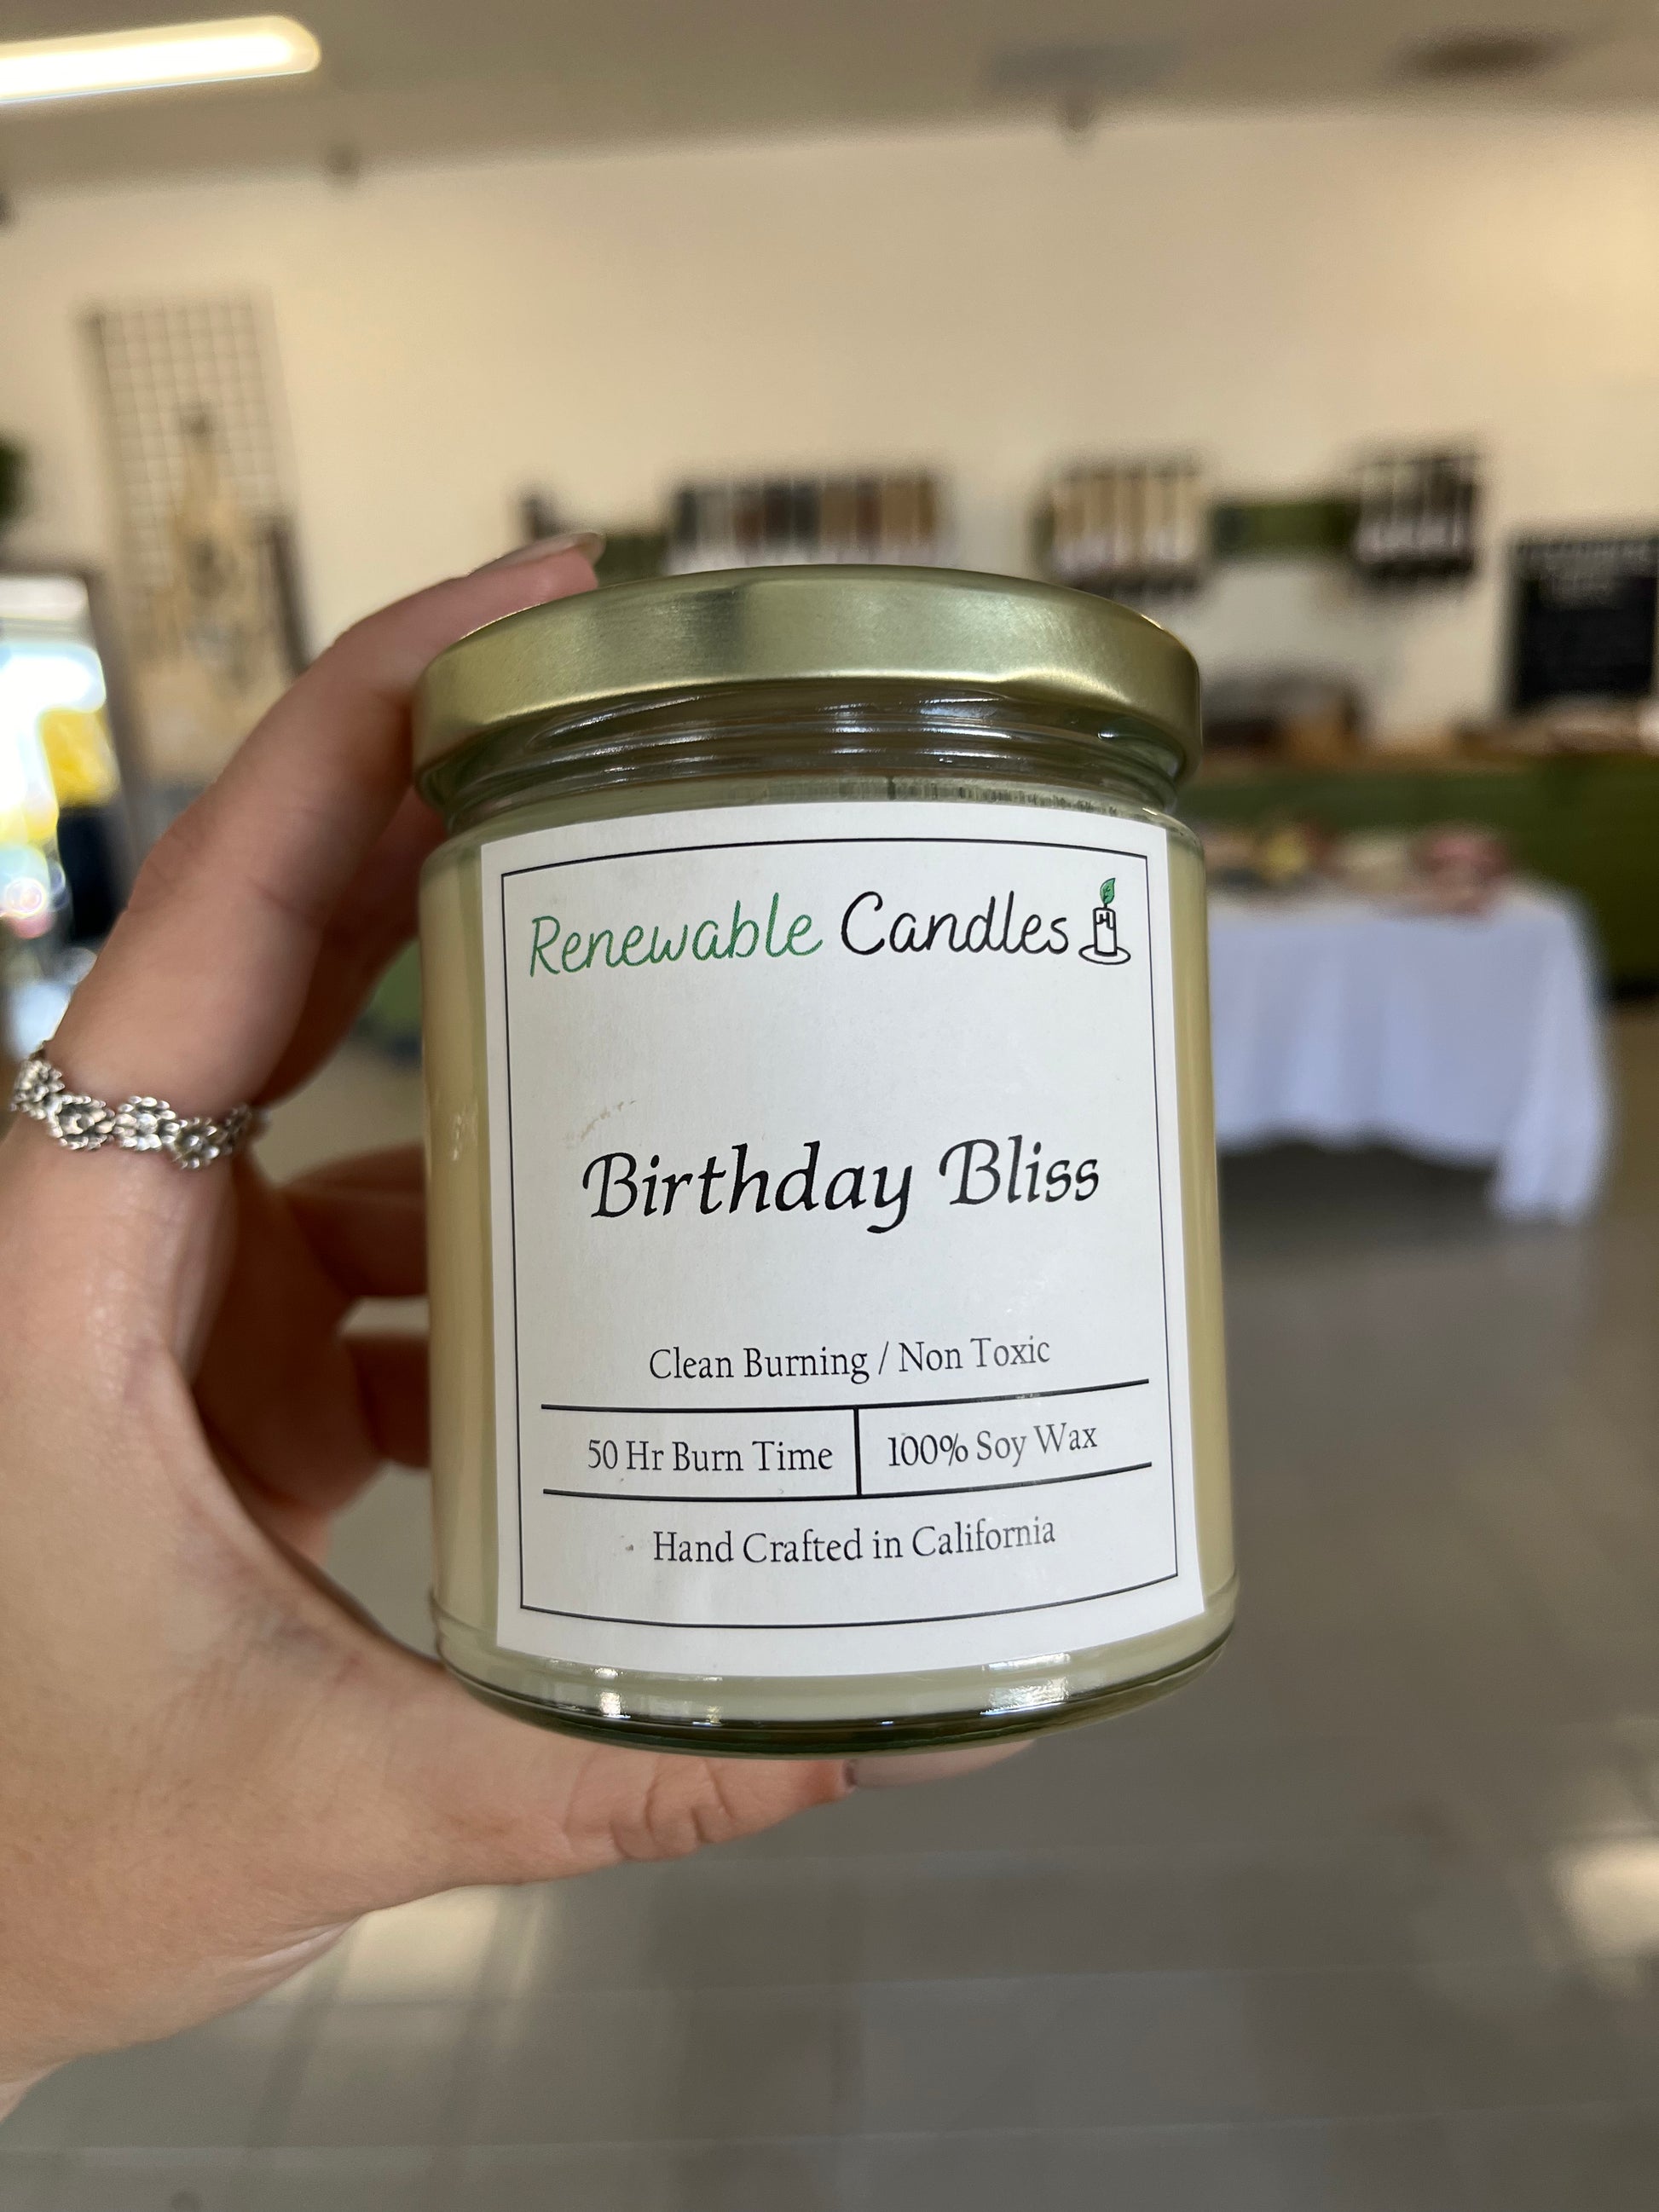 Renewable Candles
Birthday Bliss
Clean Burning / Non Toxic
50 Hr Burn Time
100% Soy Wax
Hand Crafted in California